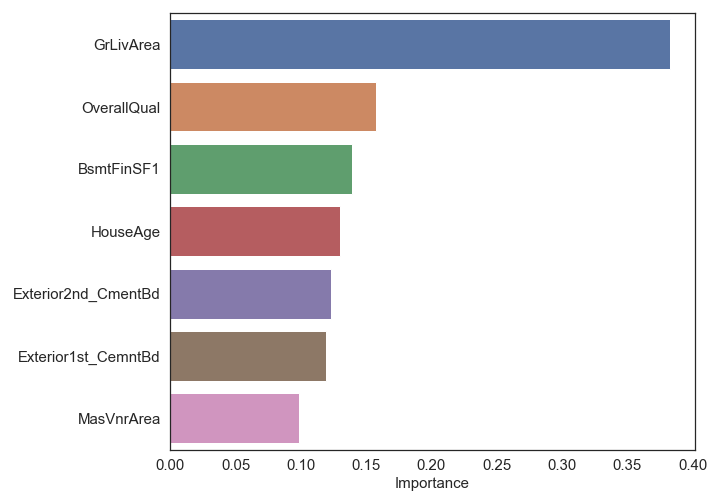 GrLivArea
OverallQual
BsmtFinSF1
HouseAge
Exterior2nd_CmentBd
Exterior1st_CemntBd
MasVnrArea
0.00 0.05 0.10 0.15 0.20 0.25 0.30 0.35 0.40
Importance